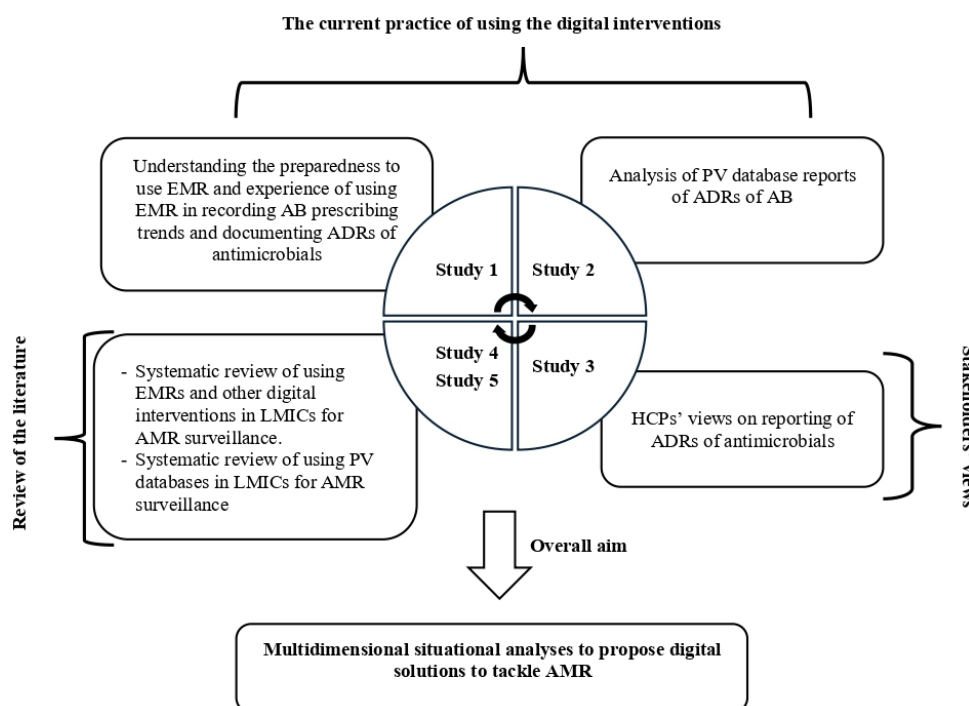 The current practice of using the digital interventions
Understanding the preparedness to
use EMR and experience of using
EMR in recording AB prescribing
trends and documenting ADRs of
antimicrobials
Analysis of PV database reports
of ADRs of AB
Study 1
Study 2
Study 4
Study 5
Study 3
Review of the literature
- Systematic review of using
EMRs and other digital
interventions in LMICs for
AMR surveillance.
- Systematic review of using PV
databases in LMICs for AMR
surveillance
HCPs’ views on reporting of
ADRs of antimicrobials
Stakeholders’ views
Overall aim
Multidimensional situational analyses to propose digital
solutions to tackle AMR